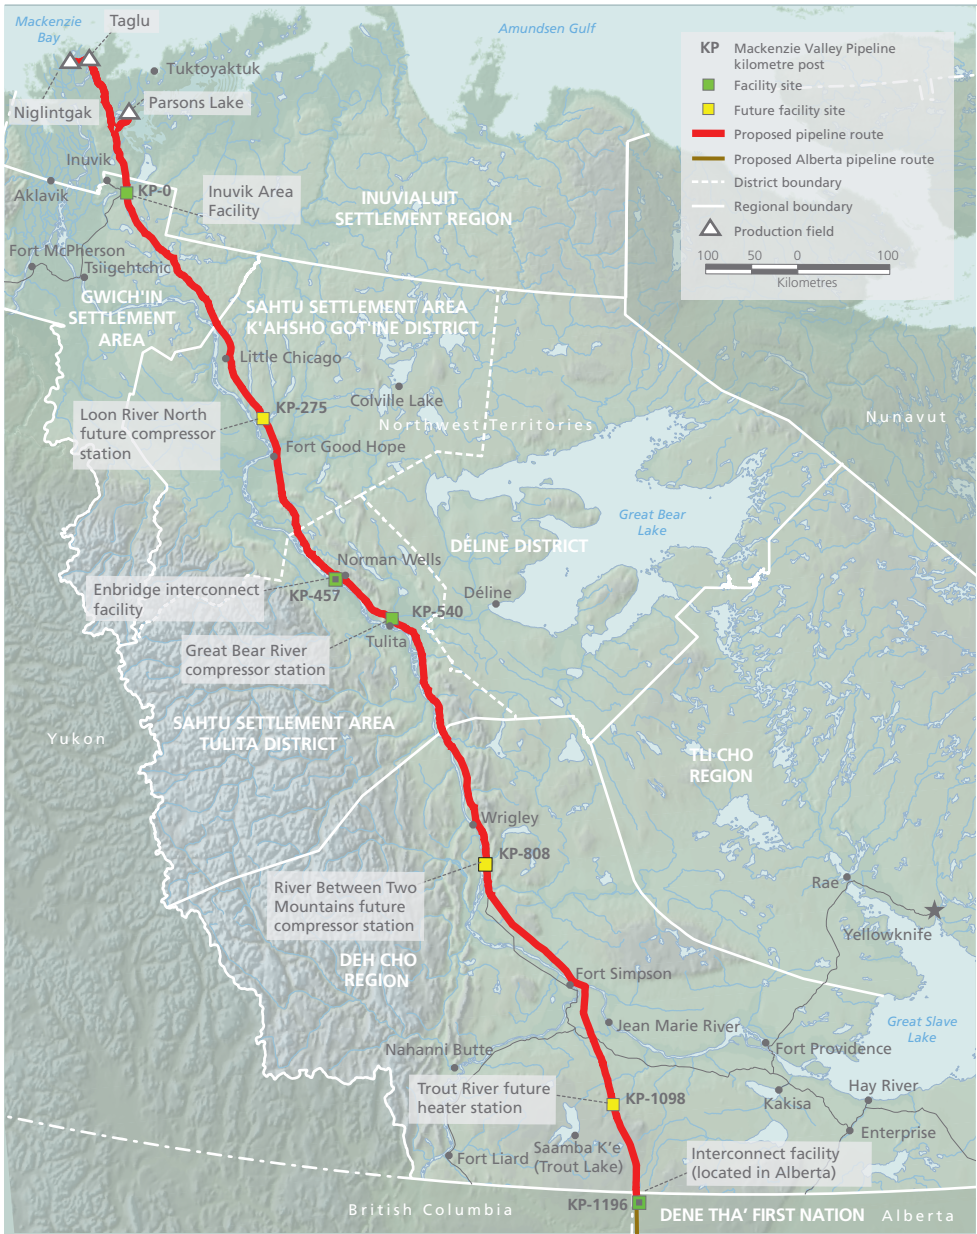 Mackenzie
Bay
Taglu
Amundsen Gulf
Tuktoyaktuk
Niglintgak
Parsons Lake
KP Mackenzie Valley Pipeline
kilometre post
Facility site
Future facility site
Proposed pipeline route
Proposed Alberta pipeline route
District boundary
Regional boundary
Production field
100 50 0 100
Kilometres
Inuvik
Aklavik
KP-0
Inuvik Area
Facility
INUVIALUIT
SETTLEMENT REGION
Fort McPherson
Tsiigehtchic
GWICH'IN
SETTLEMENT
AREA
SAHTU SETTLEMENT AREA
K'AHSHO GOT'INE DISTRICT
Little Chicago
Colville Lake
KP-275
Loon River North
future compressor
station
Northwest Territories
Nunavut
Fort Good Hope
Great Bear
Lake
DÉLINE DISTRICT
Norman Wells
Enbridge interconnect
facility
KP-457
Déline
KP-540
Tulita
Great Bear River
compressor station
SAHTU SETTLEMENT AREA
TULITA DISTRICT
Yukon
TLI CHO
REGION
Wrigley
KP-808
River Between Two
Mountains future
compressor station
Rae
Yellowknife
DEH CHO
REGION
Fort Simpson
Jean Marie River
Great Slave
Lake
Nahanni Butte
Fort Providence
Trout River future
heater station
KP-1098
Kakisa
Hay River
Enterprise
Saamba K'e
(Trout Lake)
Fort Liard
Interconnect facility
(located in Alberta)
KP-1196
British Columbia
DENE THA' FIRST NATION
Alberta